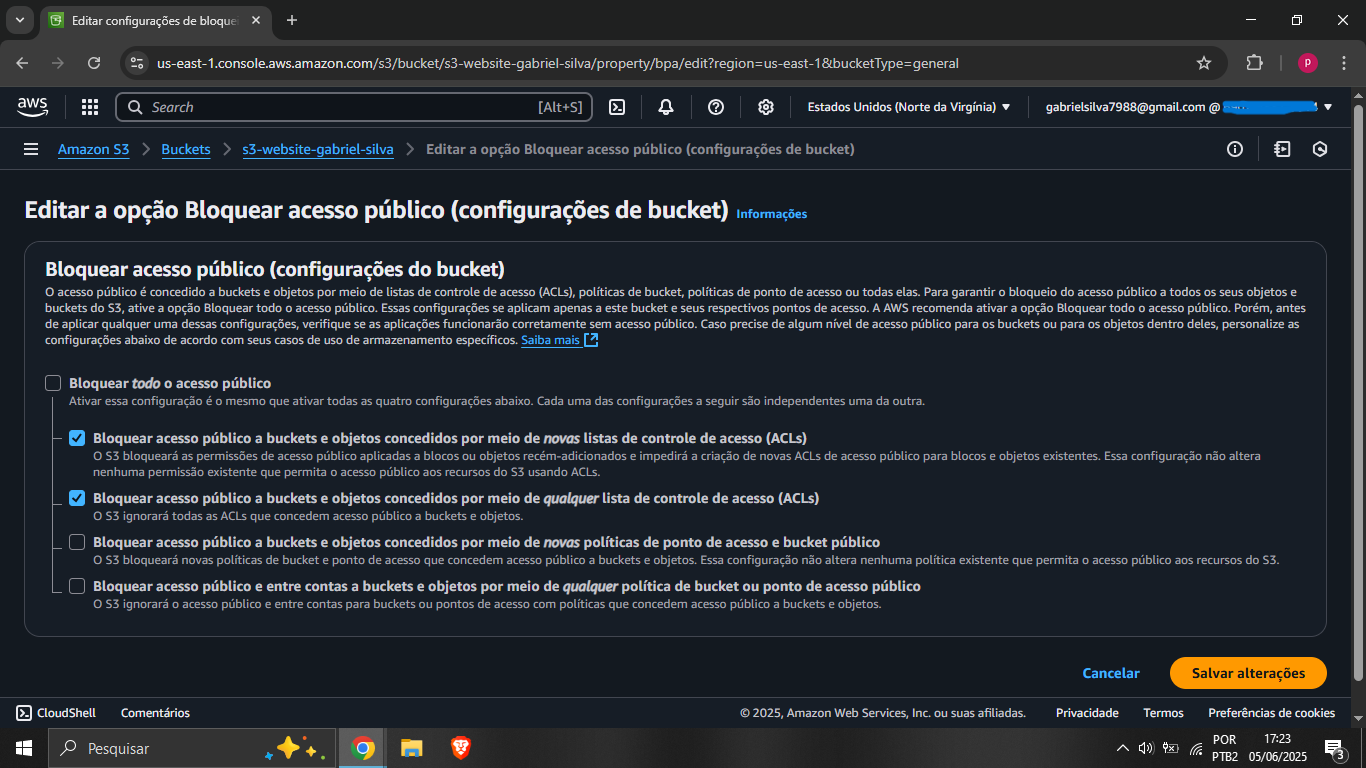 Editar configurações de bloque
us-east-1.console.aws.amazon.com/s3/bucket/s3-website-gabriel-silva/property/bpa/edit?region=us-east-1&bucketType=general
P
aws
Search
[Alt+S]
Estados Unidos (Norte da Virgínia)
gabrielsilva7988@gmail.com @
Amazon S3
Buckets
s3-website-gabriel-silva
Editar a opção Bloquear acesso público (configurações de bucket)
Editar a opção Bloquear acesso público (configurações de bucket) Informações
Bloquear acesso público (configurações do bucket)
O acesso público é concedido a buckets e objetos por meio de listas de controle de acesso (ACLs), políticas de bucket, políticas de ponto de acesso ou todas elas. Para garantir o bloqueio do acesso público a todos os seus objetos e
buckets do S3, ative a opção Bloquear todo o acesso público. Essas configurações se aplicam apenas a este bucket e seus respectivos pontos de acesso. A AWS recomenda ativar a opção Bloquear todo o acesso público. Porém, antes
de aplicar qualquer uma dessas configurações, verifique se as aplicações funcionarão corretamente sem acesso público. Caso precise de algum nível de acesso público para os buckets ou para os objetos dentro deles, personalize as
configurações abaixo de acordo com seus casos de uso de armazenamento específicos. Saiba mais
Bloquear todo o acesso público
Ativar essa configuração é o mesmo que ativar todas as quatro configurações abaixo. Cada uma das configurações a seguir são independentes uma da outra.
Bloquear acesso público a buckets e objetos concedidos por meio de novas listas de controle de acesso (ACLs)
O S3 bloqueará as permissões de acesso público aplicadas a blocos ou objetos recém-adicionados e impedirá a criação de novas ACLs de acesso público para blocos e objetos existentes. Essa configuração não altera
nenhuma permissão existente que permita o acesso público aos recursos do S3 usando ACLs.
Bloquear acesso público a buckets e objetos concedidos por meio de qualquer lista de controle de acesso (ACLs)
O S3 ignorará todas as ACLs que concedem acesso público a buckets e objetos.
Bloquear acesso público a buckets e objetos concedidos por meio de novas políticas de ponto de acesso e bucket público
O S3 bloqueará novas políticas de bucket e ponto de acesso que concedem acesso público a buckets e objetos. Essa configuração não altera nenhuma política existente que permita o acesso público aos recursos do S3.
Bloquear acesso público e entre contas a buckets e objetos por meio de qualquer política de bucket ou ponto de acesso público
O S3 ignorará o acesso público e entre contas para buckets ou pontos de acesso com políticas que concedem acesso público a buckets e objetos.
Cancelar
Salvar alterações
CloudShell
Comentários
© 2025, Amazon Web Services, Inc. ou suas afiliadas.
Privacidade
Termos
Preferências de cookies
Pesquisar
POR
PTB2
17:23
05/06/2025
3